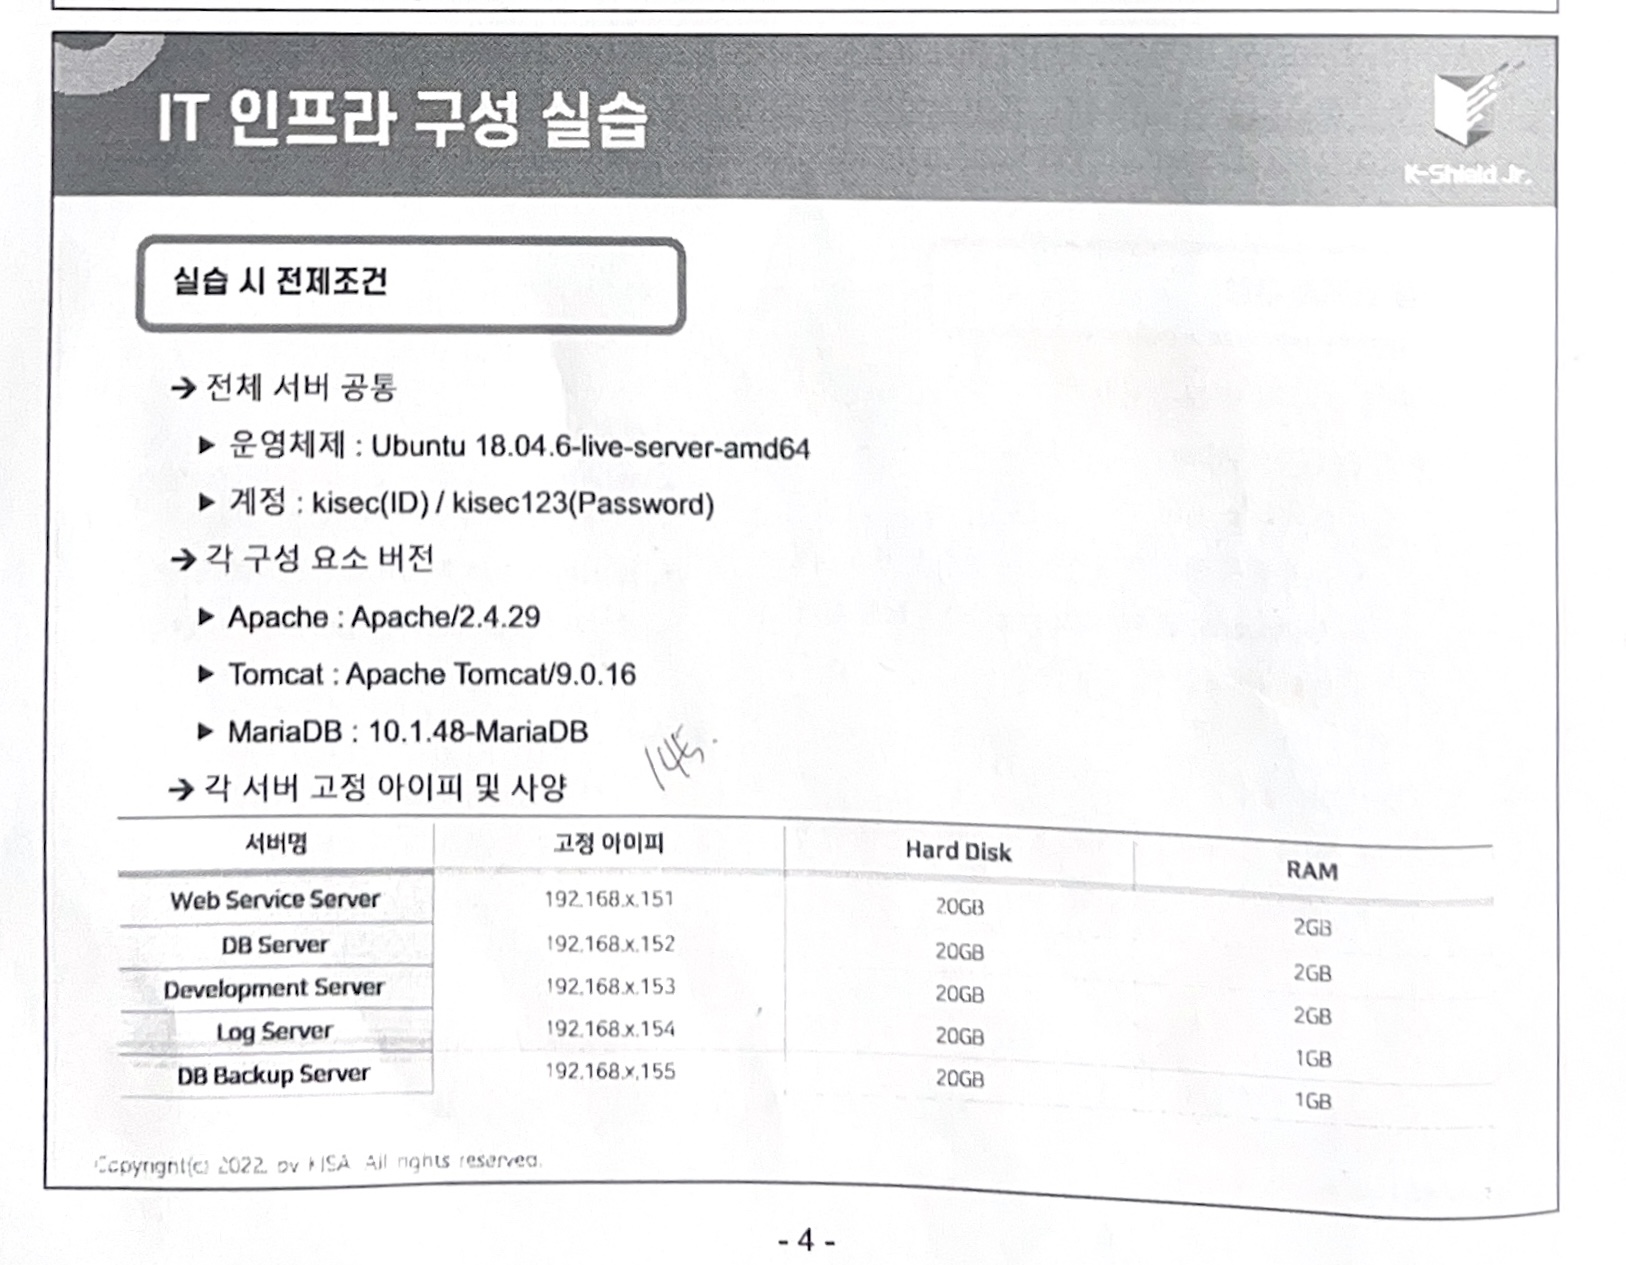 IT 인프라 구성 실습
K-Shield Jr.
실습 시 전제조건
→ 전체 서버 공통
▶ 운영체제 : Ubuntu 18.04.6-live-server-amd64
▶ 계정 : kisec(ID) / kisec123(Password)
→ 각 구성 요소 버전
▶ Apache : Apache/2.4.29
▶ Tomcat : Apache Tomcat/9.0.16
▶ MariaDB : 10.1.48-MariaDB
145.
→ 각 서버 고정 아이피 및 사양
서버명 고정 아이피 Hard Disk RAM
Web Service Server 192.168.x.151 20GB 2GB
DB Server 192.168.x.152 20GB 2GB
Development Server 192.168.x.153 20GB 2GB
Log Server 192.168.x.154 20GB 1GB
DB Backup Server 192.168.x.155 20GB 1GB
Copyright(c) 2022. by KISA. All rights reserved.
- 4 -